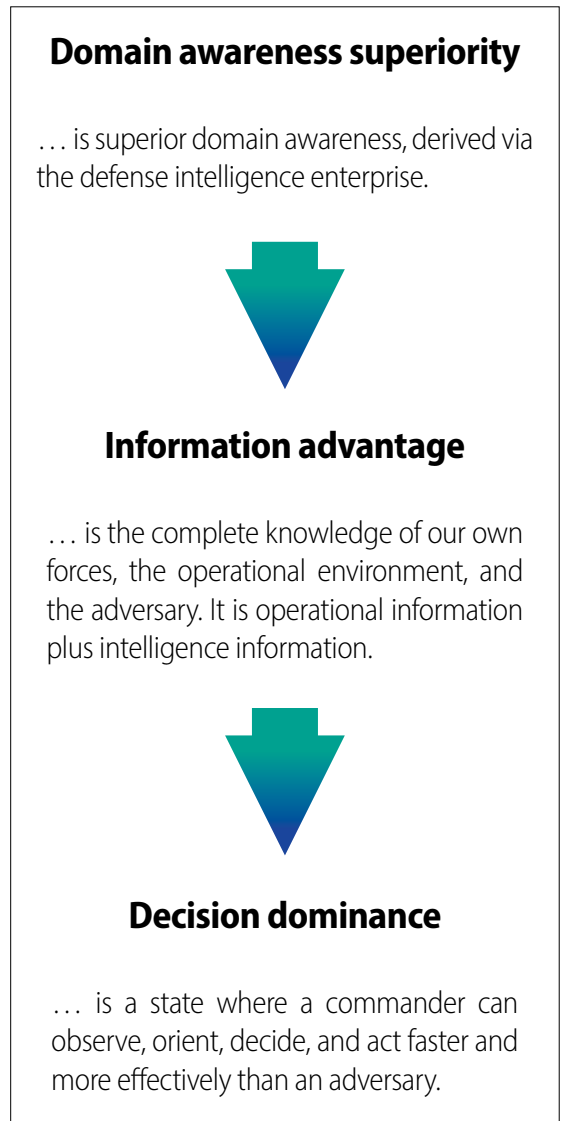 Domain awareness superiority
… is superior domain awareness, derived via
the defense intelligence enterprise.
Information advantage
… is the complete knowledge of our own
forces, the operational environment, and
the adversary. It is operational information
plus intelligence information.
Decision dominance
… is a state where a commander can
observe, orient, decide, and act faster and
more effectively than an adversary.